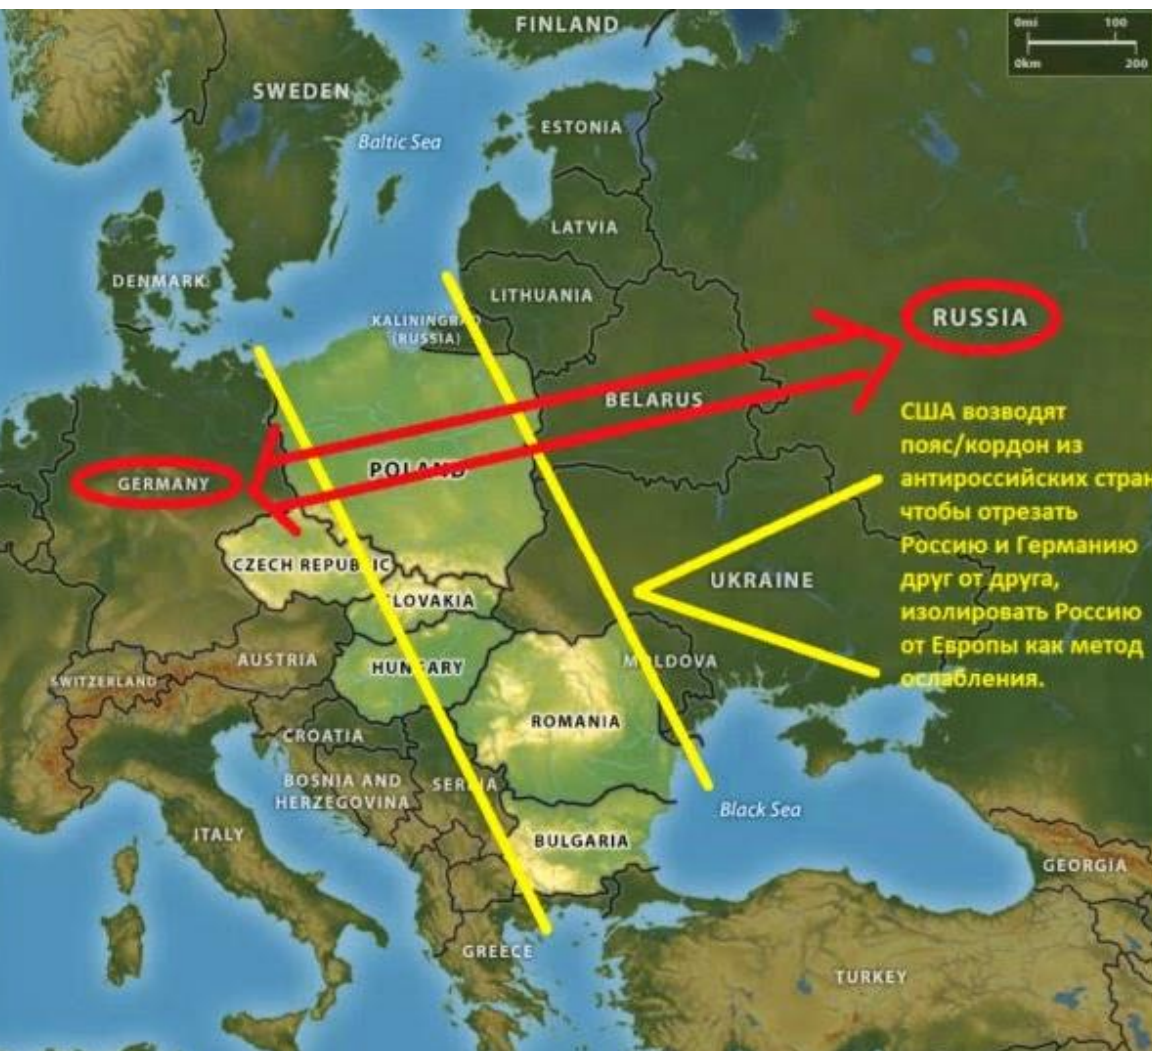 FINLAND
0mi 100
0km 200
SWEDEN
ESTONIA
Baltic Sea
LATVIA
DENMARK
LITHUANIA
KALININGRAD
(RUSSIA)
RUSSIA
BELARUS
США возводят
пояс/кордон из
антироссийских стран
чтобы отрезать
Россию и Германию
друг от друга,
изолировать Россию
от Европы как метод
ослабления.
POLAND
GERMANY
CZECH REPUBLIC
UKRAINE
SLOVAKIA
AUSTRIA
HUNGARY
MOLDOVA
SWITZERLAND
ROMANIA
CROATIA
BOSNIA AND
HERZEGOVINA
SERBIA
Black Sea
ITALY
BULGARIA
GEORGIA
GREECE
TURKEY